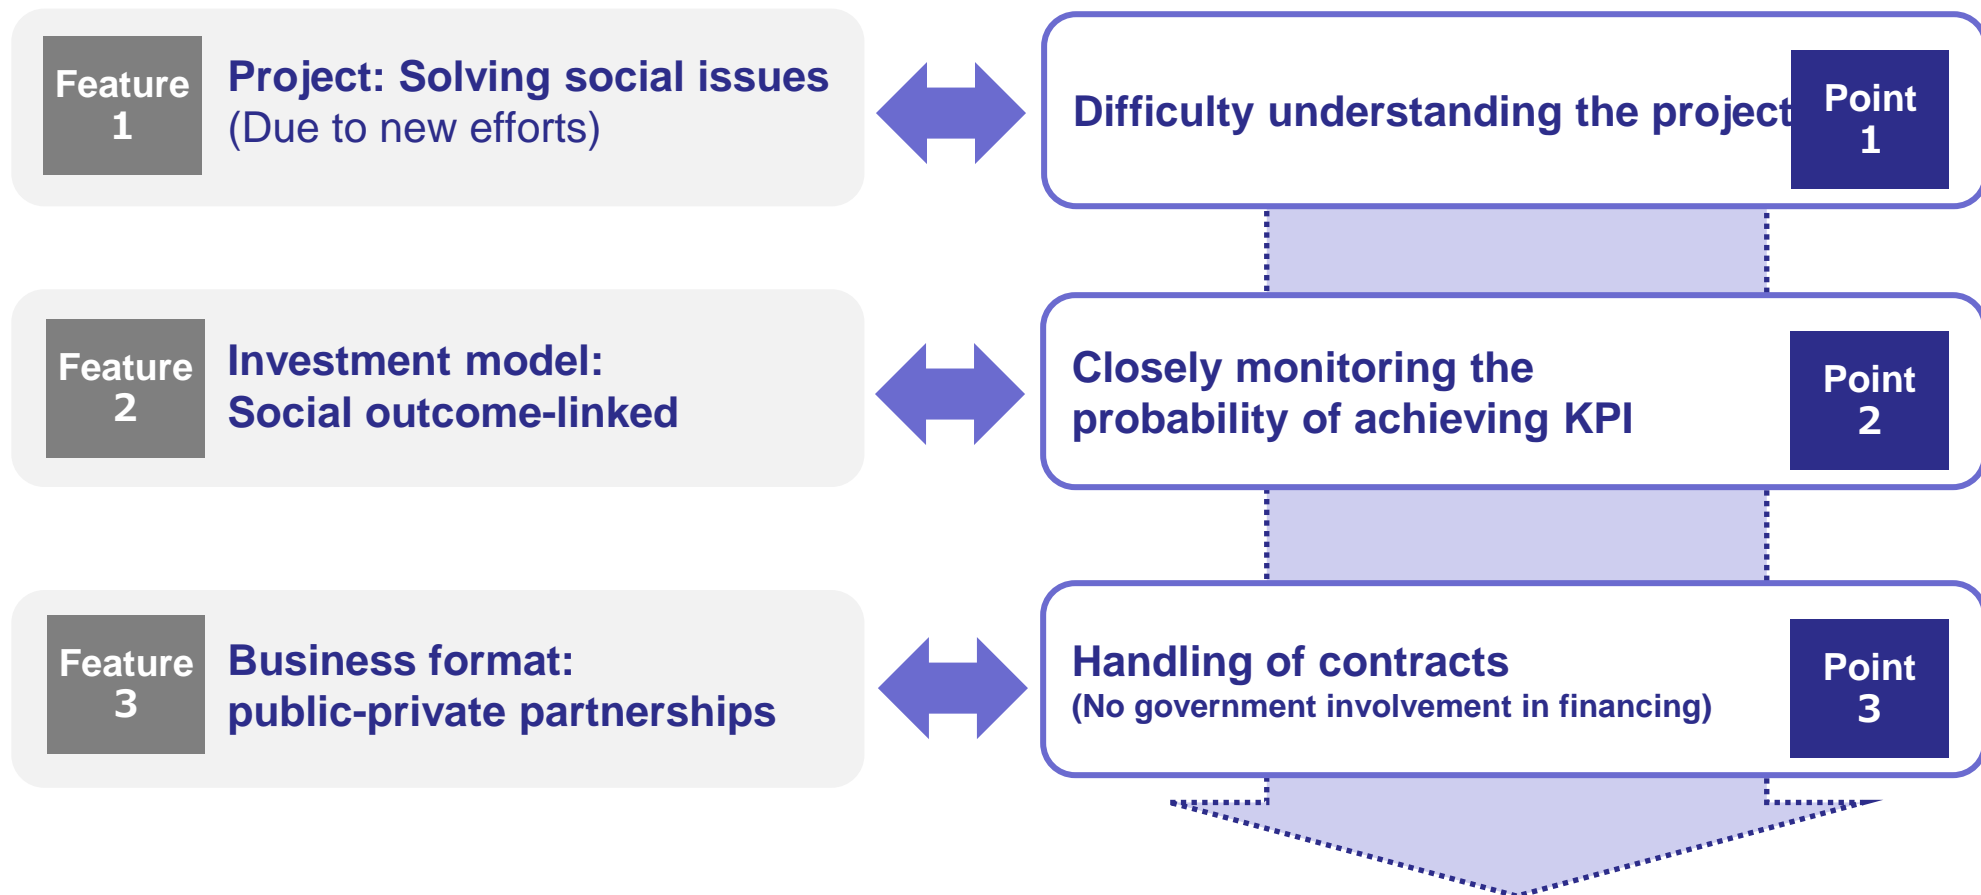 Feature
1
Project: Solving social issues
(Due to new efforts)
Difficulty understanding the project
Point
1
Feature
2
Investment model:
Social outcome-linked
Closely monitoring the
probability of achieving KPI
Point
2
Feature
3
Business format:
public-private partnerships
Handling of contracts
(No government involvement in financing)
Point
3